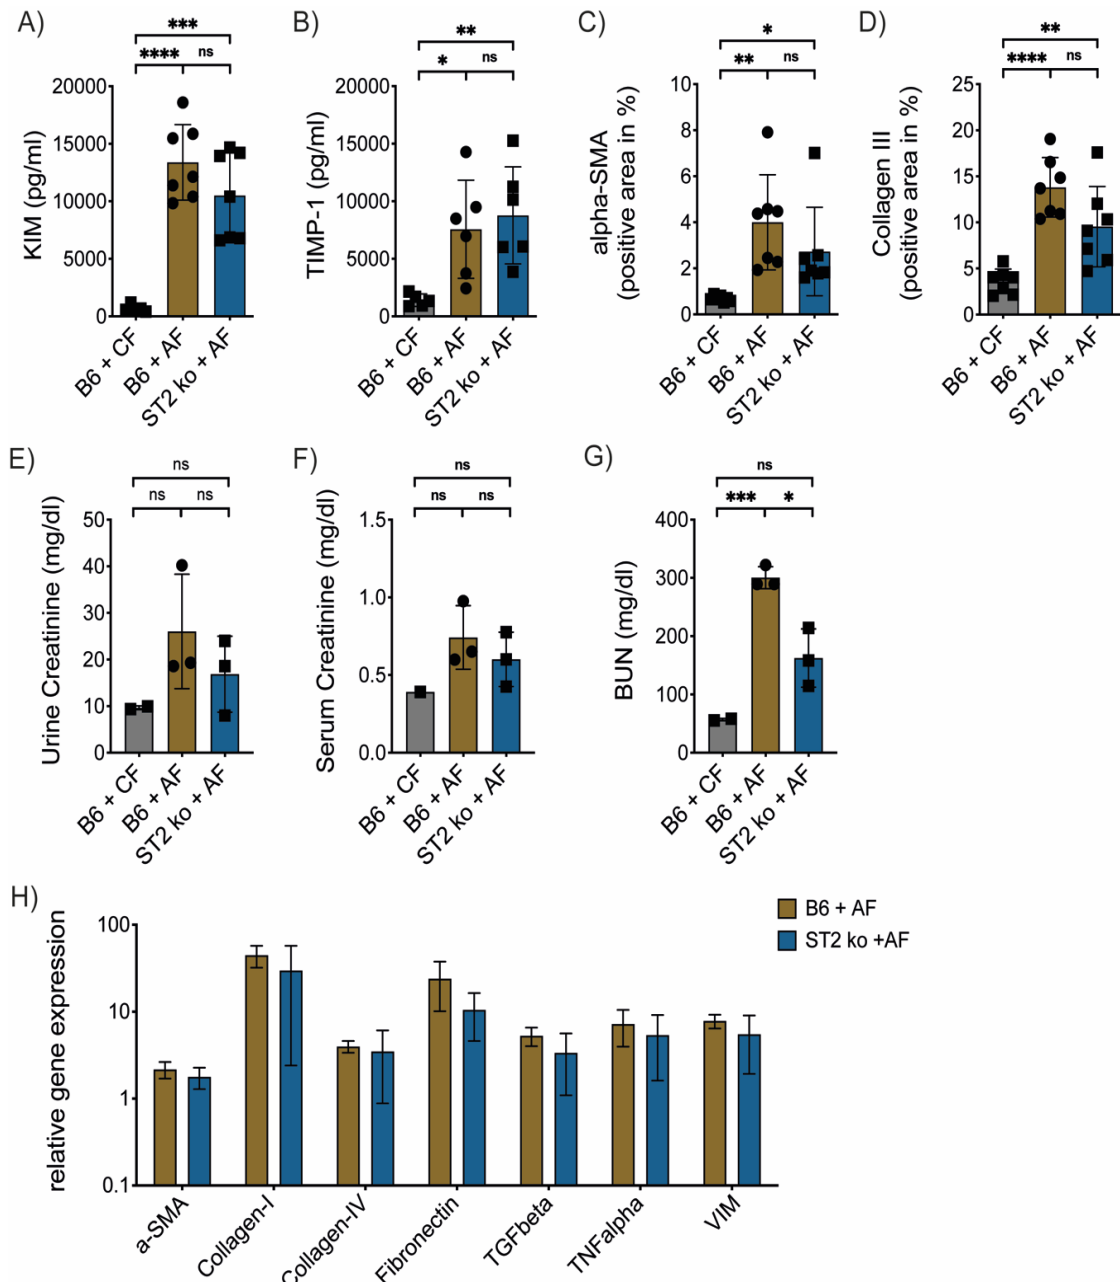 A)
*** 
**** ns
KIM (pg/ml)
20000
15000
10000
5000
0
B6 + CF
B6 + AF
ST2 ko + AF
B)
**
* ns
TIMP-1 (pg/ml)
20000
15000
10000
5000
0
B6 + CF
B6 + AF
ST2 ko + AF
C)
*
** ns
alpha-SMA
(positive area in %)
10
8
6
4
2
0
B6 + CF
B6 + AF
ST2 ko + AF
D)
**
**** ns
Collagen III
(positive area in %)
25
20
15
10
5
0
B6 + CF
B6 + AF
ST2 ko + AF
E)
ns
ns ns
Urine Creatinine (mg/dl)
50
40
30
20
10
0
B6 + CF
B6 + AF
ST2 ko + AF
F)
ns
ns ns
Serum Creatinine (mg/dl)
1.5
1.0
0.5
0.0
B6 + CF
B6 + AF
ST2 ko + AF
G)
ns
*** *
BUN (mg/dl)
400
300
200
100
0
B6 + CF
B6 + AF
ST2 ko + AF
H)
relative gene expression
100
10
1
0.1
a-SMA
Collagen-I
Collagen-IV
Fibronectin
TGFbeta
TNFalpha
VIM
B6 + AF
ST2 ko +AF